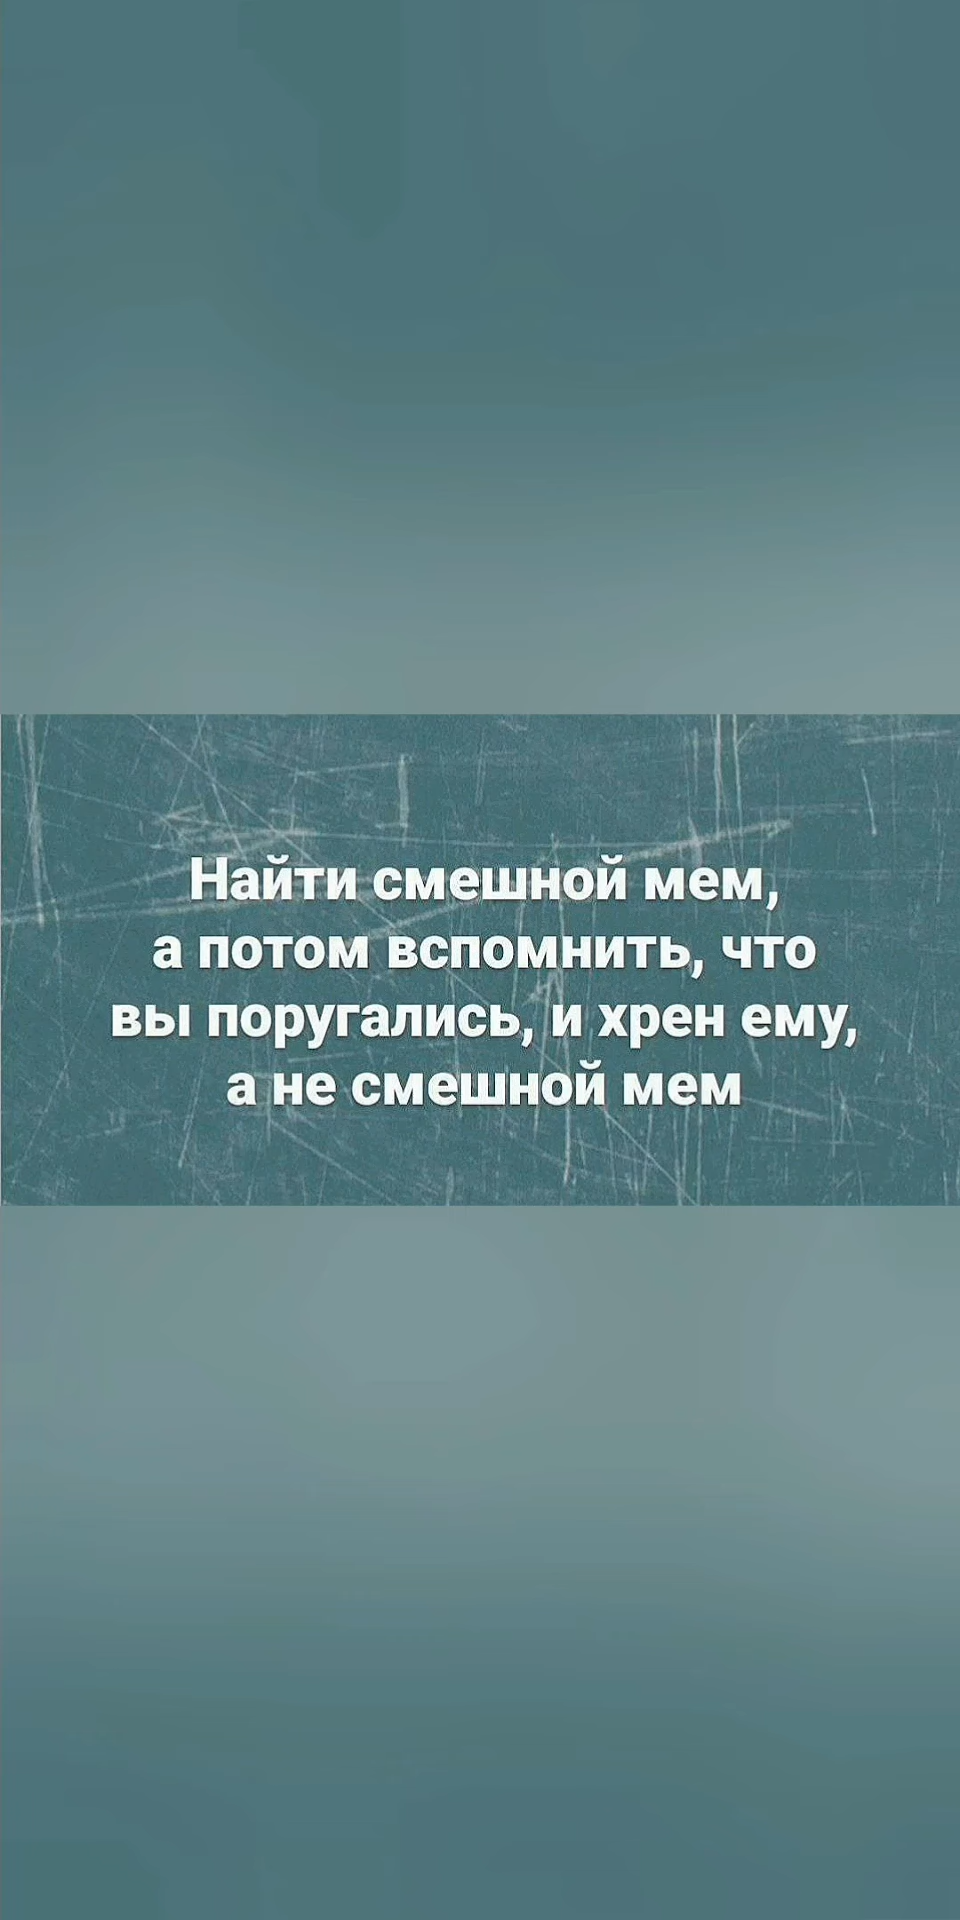 Найти смешной мем,
а потом вспомнить, что
вы поругались, и хрен ему,
а не смешной мем